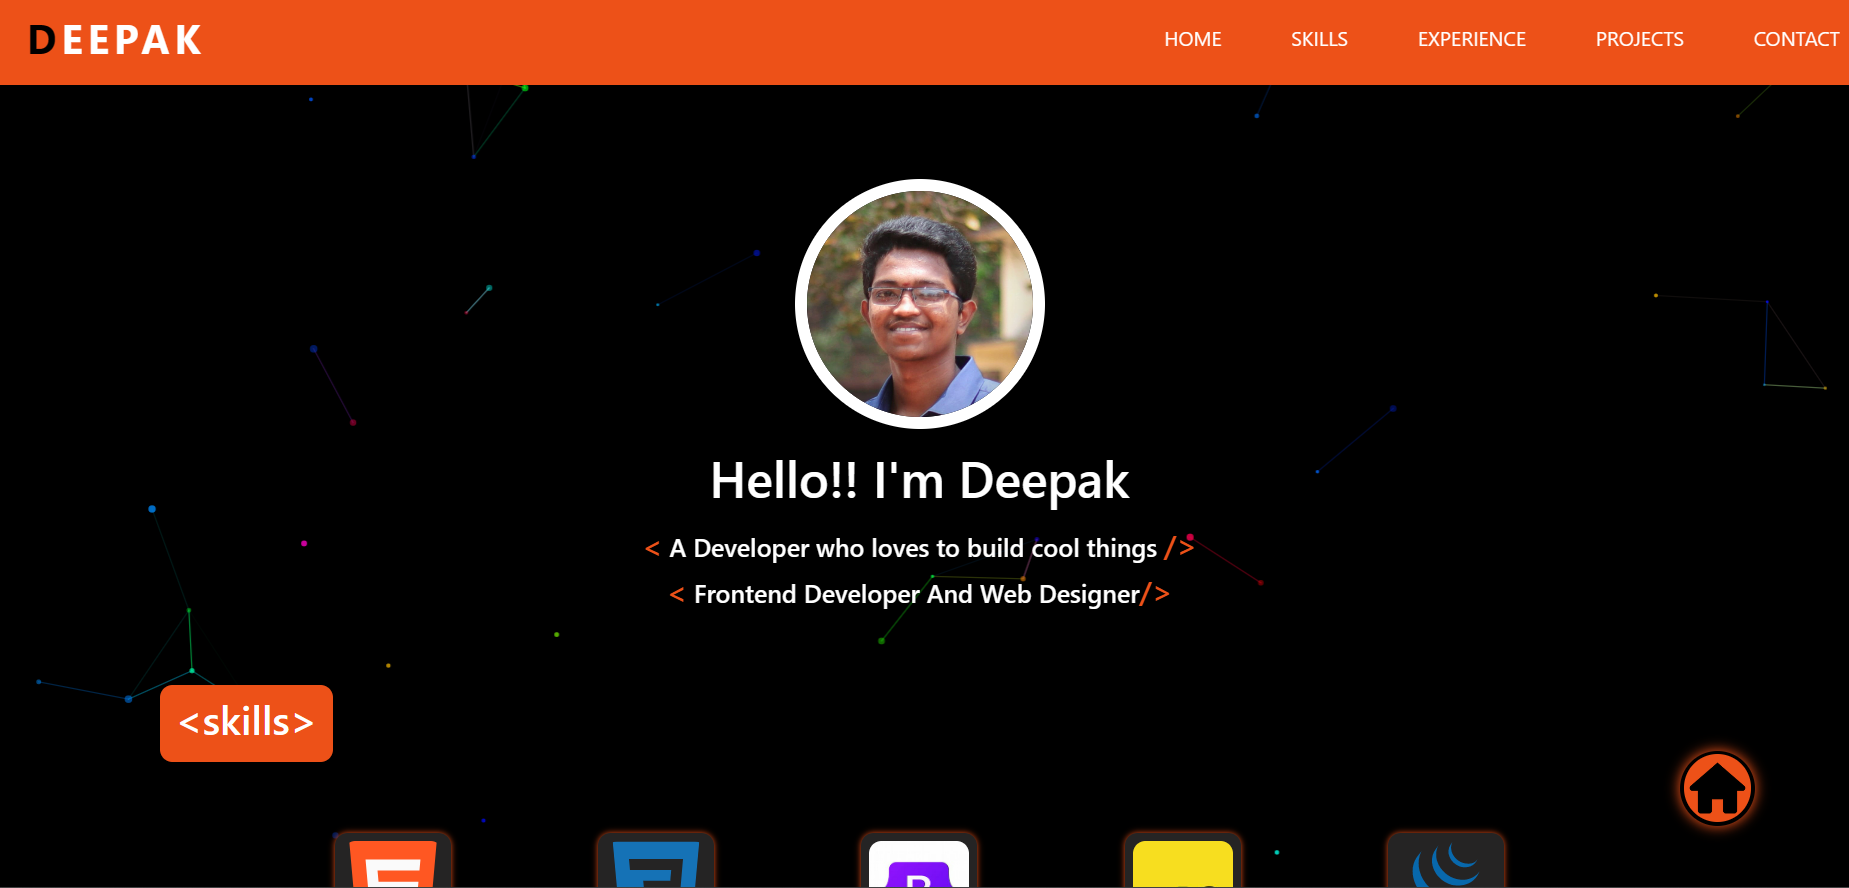 DEEPAK
HOME SKILLS EXPERIENCE PROJECTS CONTACT
Hello!! I'm Deepak
< A Developer who loves to build cool things />
< Frontend Developer And Web Designer/>
<skills>